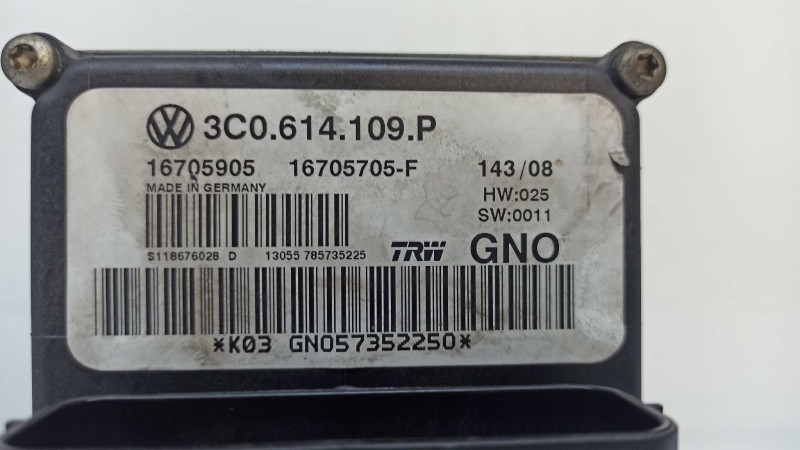 3C0.614.109.P
16705905 16705705-F 143/08
MADE IN GERMANY HW:025
SW:0011
S118676028 D 13055 785735225 TRW GNO
*K03 GNO57352250*